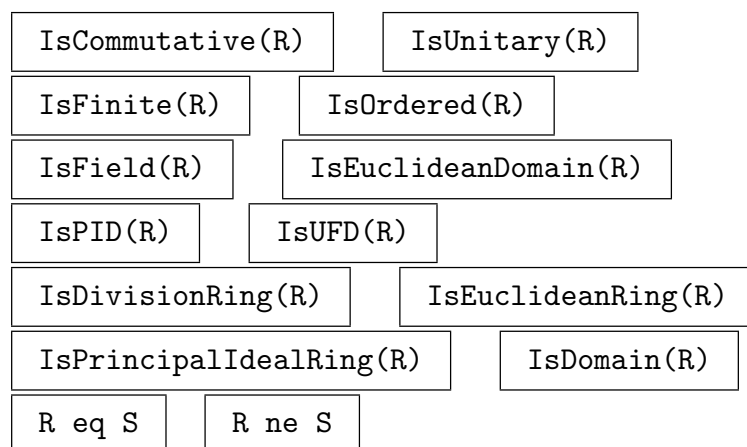 IsCommutative(R) IsUnitary(R)
IsFinite(R) IsOrdered(R)
IsField(R) IsEuclideanDomain(R)
IsPID(R) IsUFD(R)
IsDivisionRing(R) IsEuclideanRing(R)
IsPrincipalIdealRing(R) IsDomain(R)
R eq S R ne S